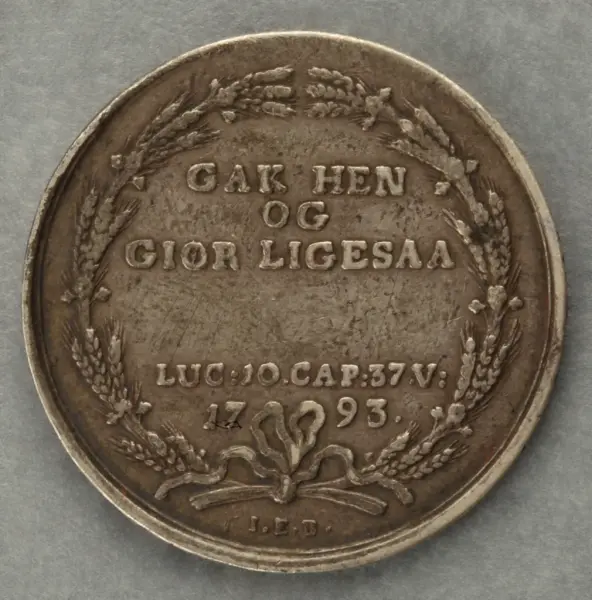 GAK HEN
OG
GIØR LIGESAA
LUC:10.CAP:37.V:
1793.
I.E.B.